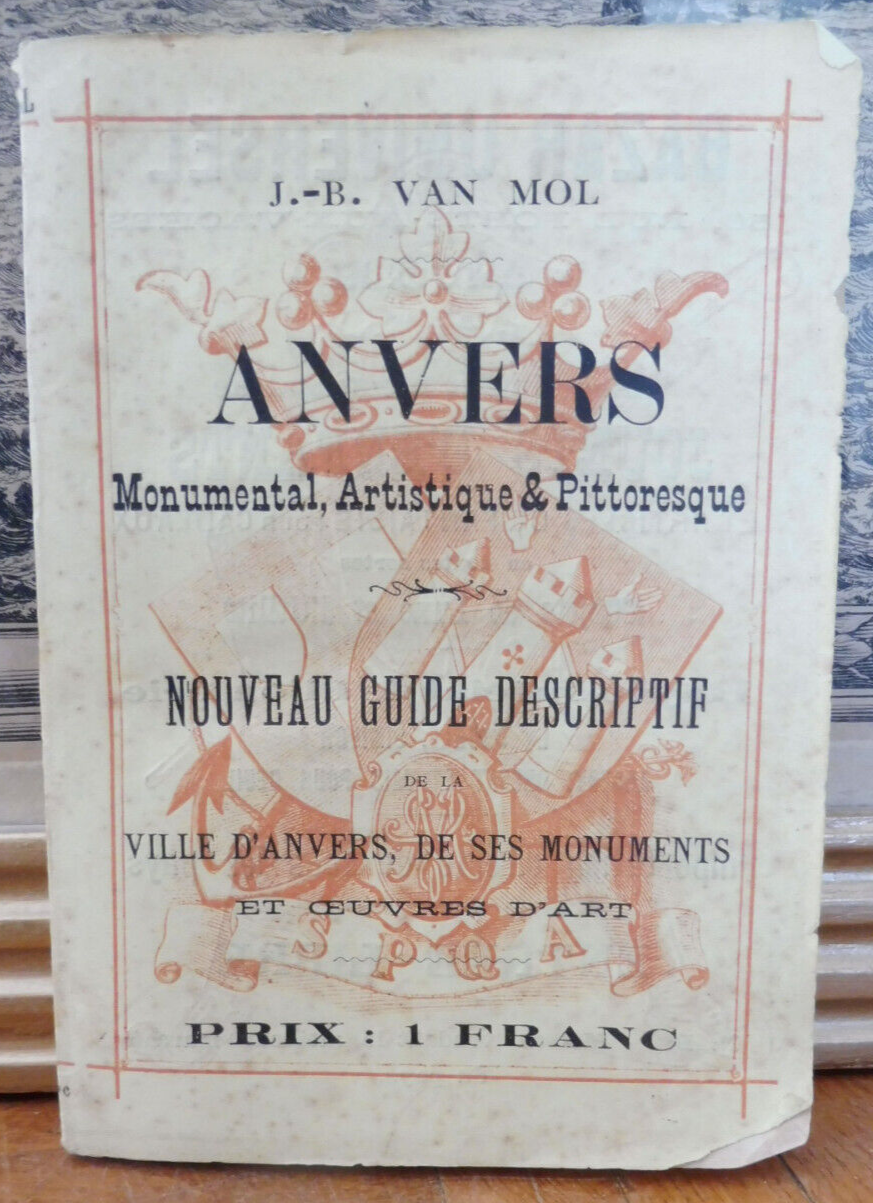 L
J.-B. VAN MOL
ANVERS
Monumental, Artistique & Pittoresque
NOUVEAU GUIDE DESCRIPTIF
DE LA
VILLE D'ANVERS, DE SES MONUMENTS
ET ŒUVRES D'ART
S P Q A
PRIX : 1 FRANC